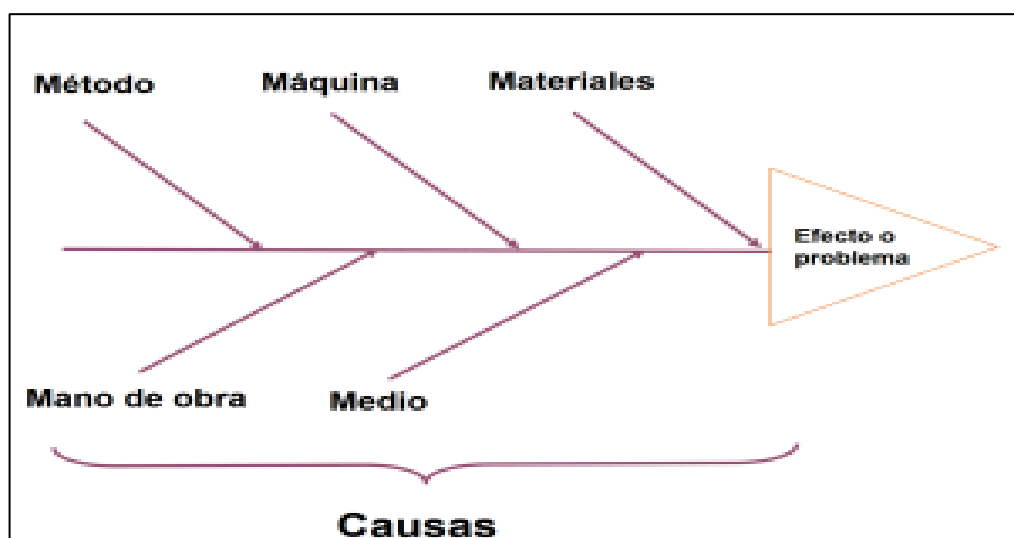 Método Máquina Materiales
Efecto o
problema
Mano de obra Medio
Causas